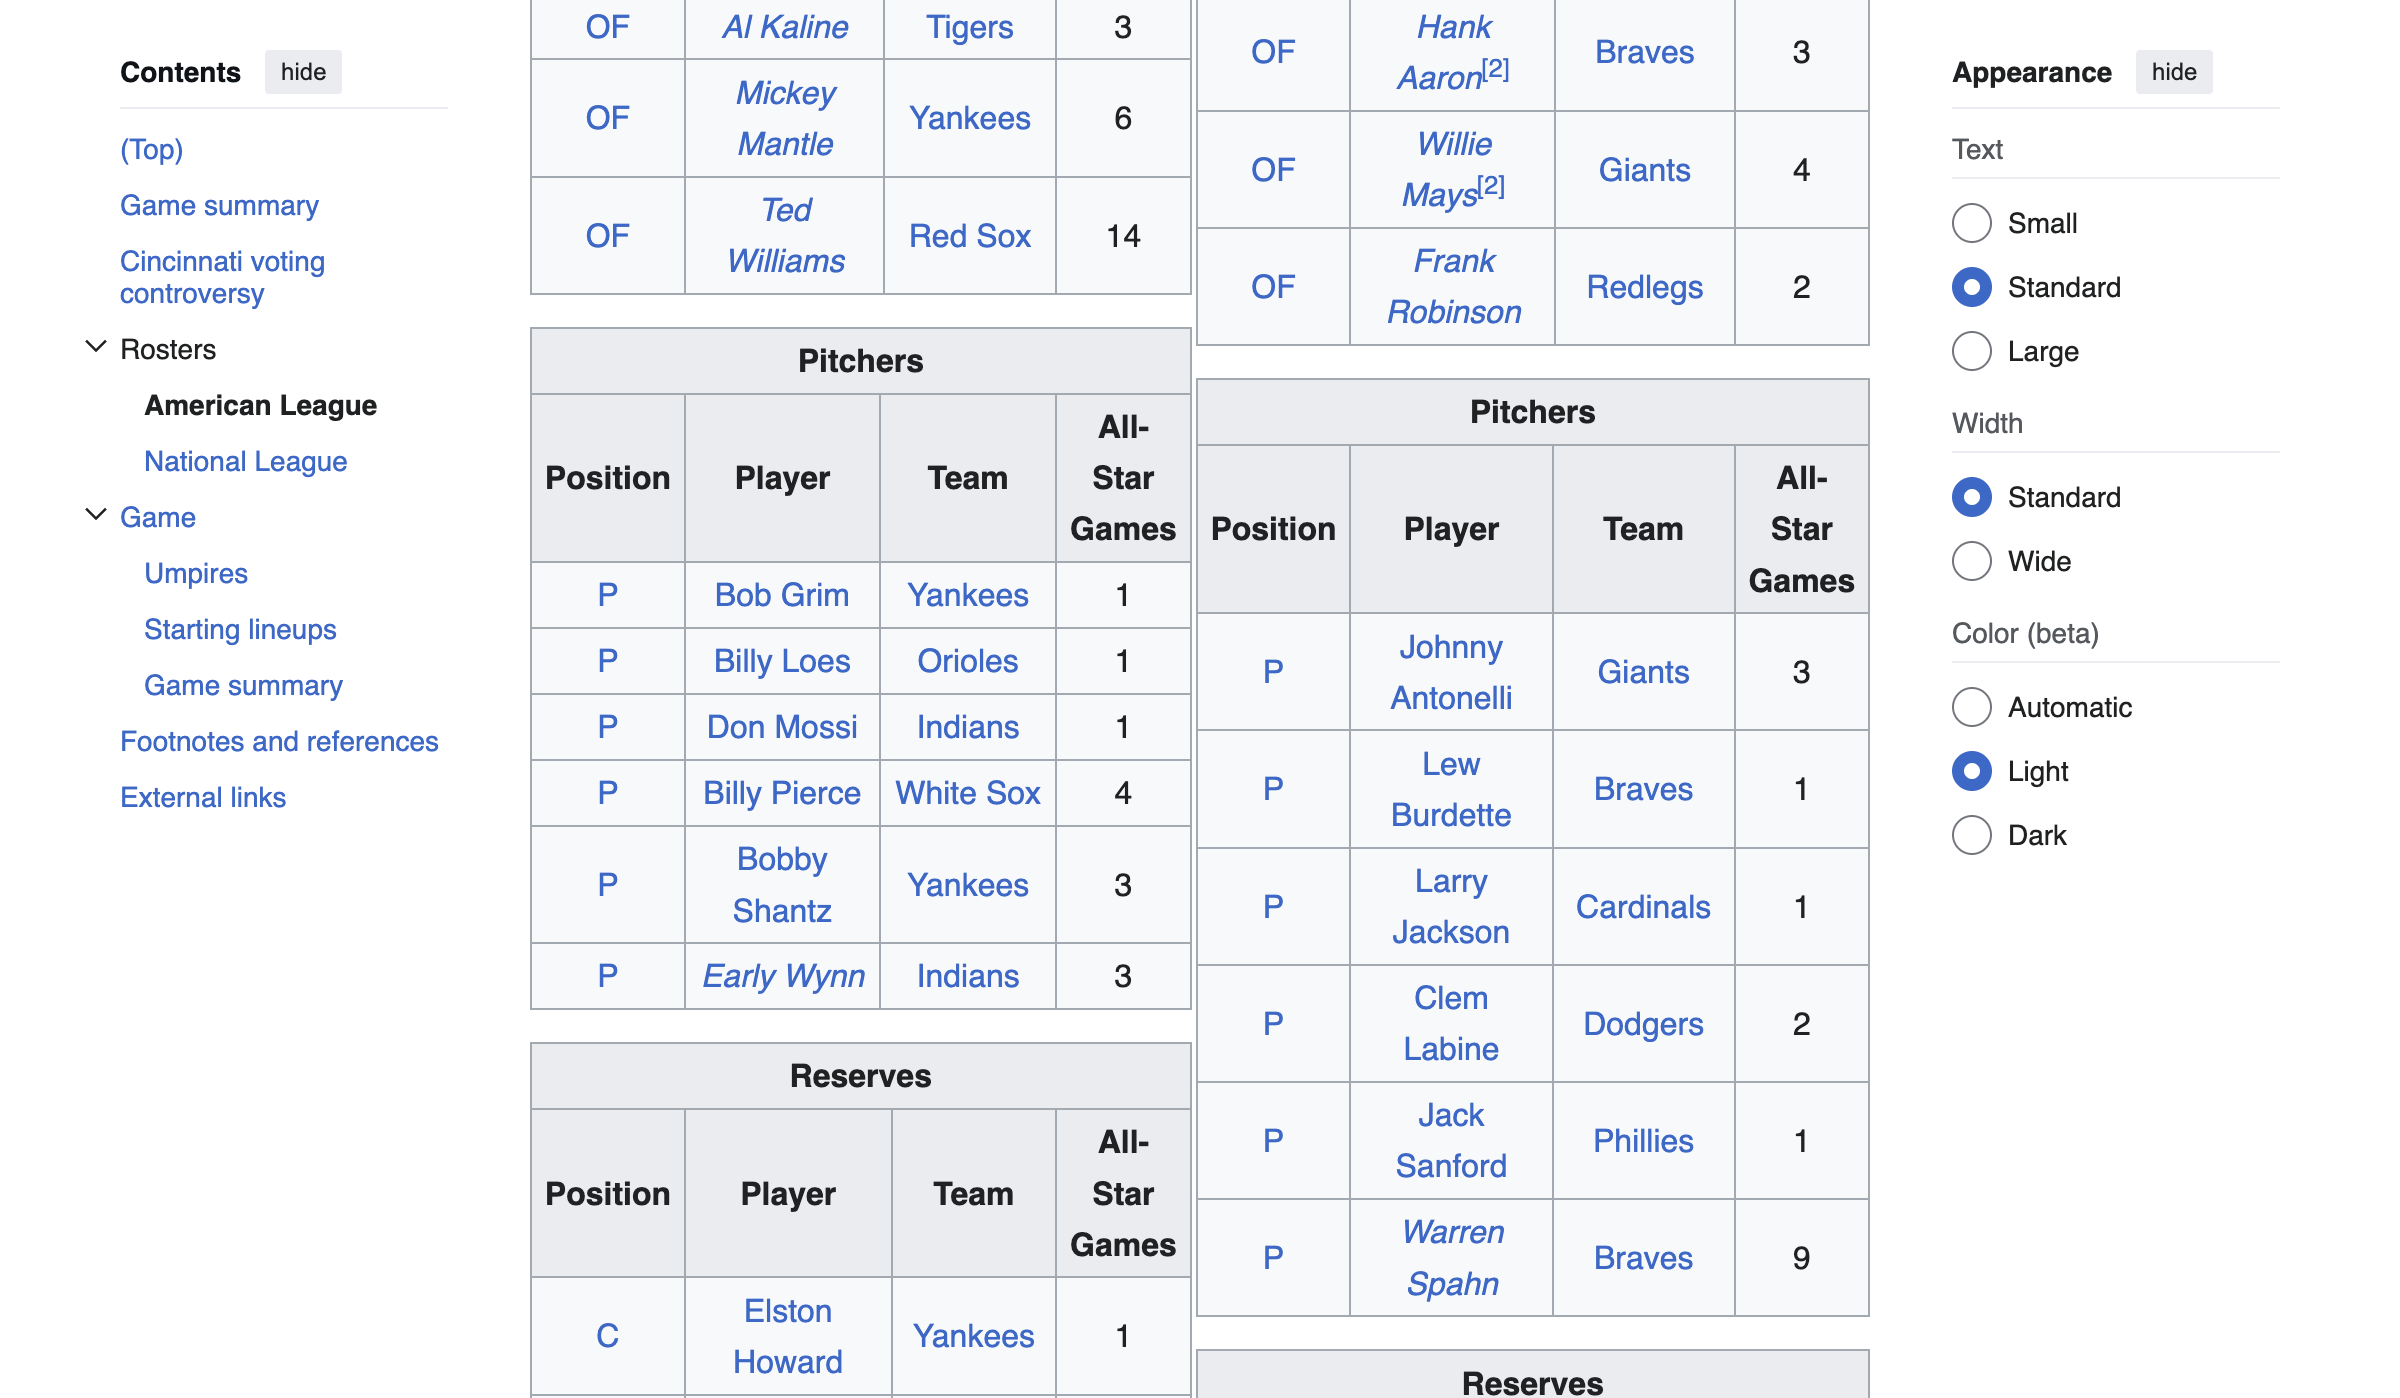 Contents hide
(Top)
Game summary
Cincinnati voting
controversy
Rosters
American League
National League
Game
Umpires
Starting lineups
Game summary
Footnotes and references
External links
OF Al Kaline Tigers 3
OF Mickey Mantle Yankees 6
OF Ted Williams Red Sox 14
Pitchers
Position Player Team All-Star Games
P Bob Grim Yankees 1
P Billy Loes Orioles 1
P Don Mossi Indians 1
P Billy Pierce White Sox 4
P Bobby Shantz Yankees 3
P Early Wynn Indians 3
Reserves
Position Player Team All-Star Games
C Elston Howard Yankees 1
OF Hank Aaron[2] Braves 3
OF Willie Mays[2] Giants 4
OF Frank Robinson Redlegs 2
Pitchers
Position Player Team All-Star Games
P Johnny Antonelli Giants 3
P Lew Burdette Braves 1
P Larry Jackson Cardinals 1
P Clem Labine Dodgers 2
P Jack Sanford Phillies 1
P Warren Spahn Braves 9
Reserves
Appearance hide
Text
Small
Standard
Large
Width
Standard
Wide
Color (beta)
Automatic
Light
Dark